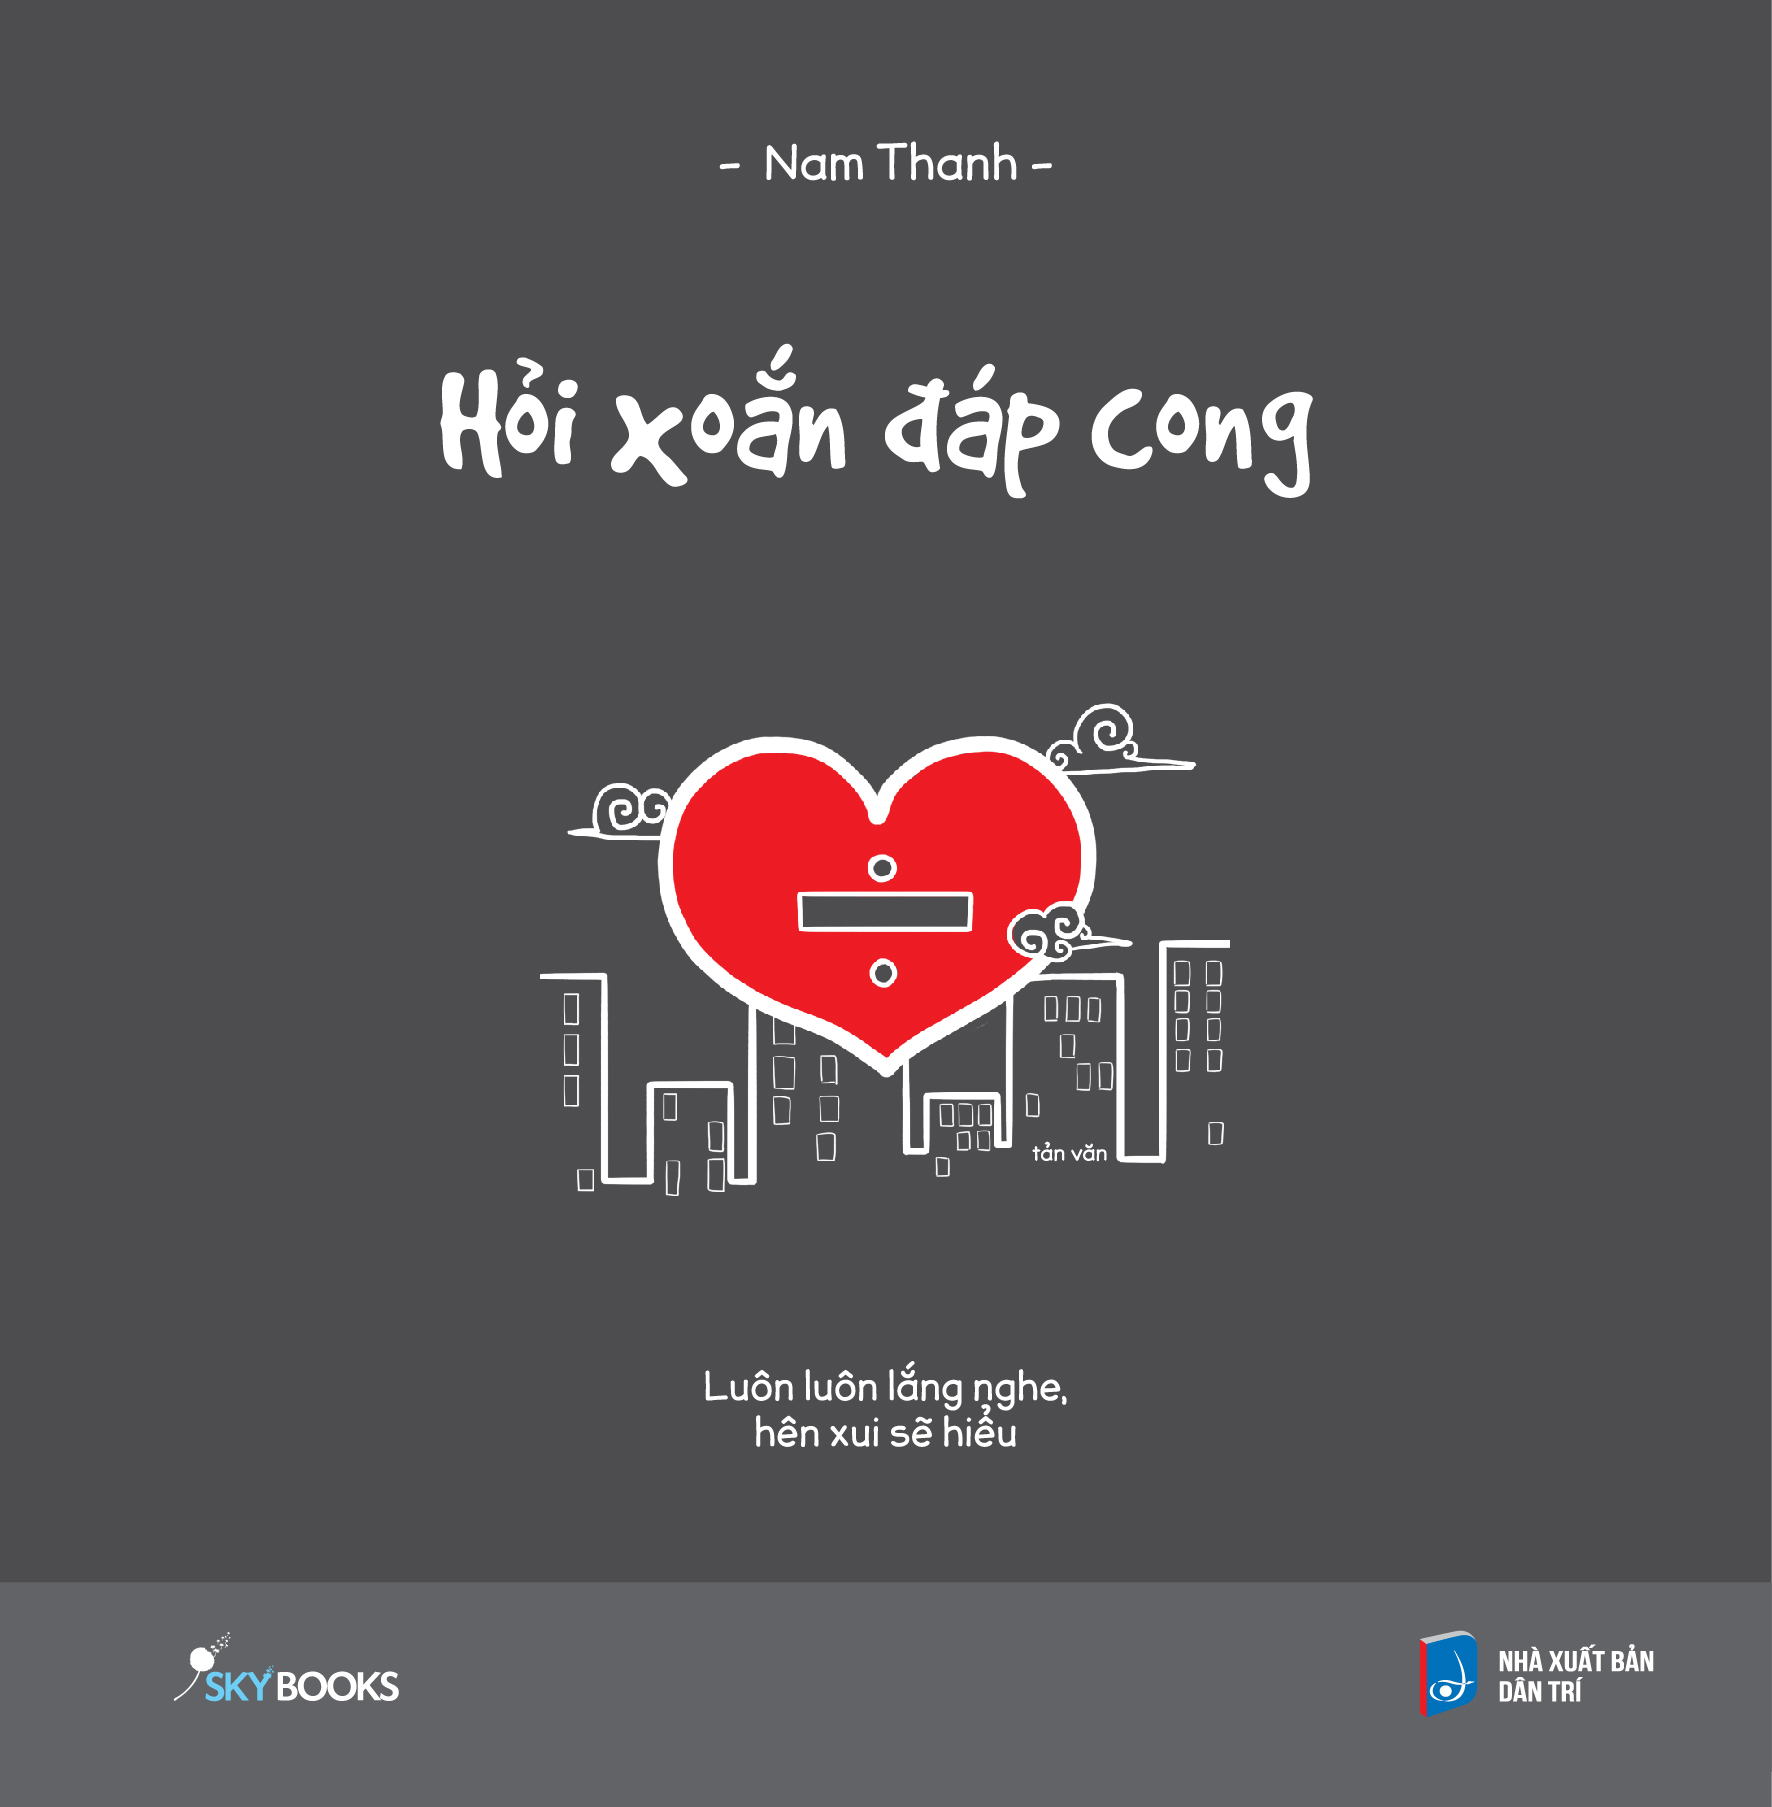 - Nam Thanh -
Hỏi xoắn đáp cong
tản văn
Luôn luôn lắng nghe,
hên xui sẽ hiểu
SKYBOOKS
NHÀ XUẤT BẢN
DÂN TRÍ